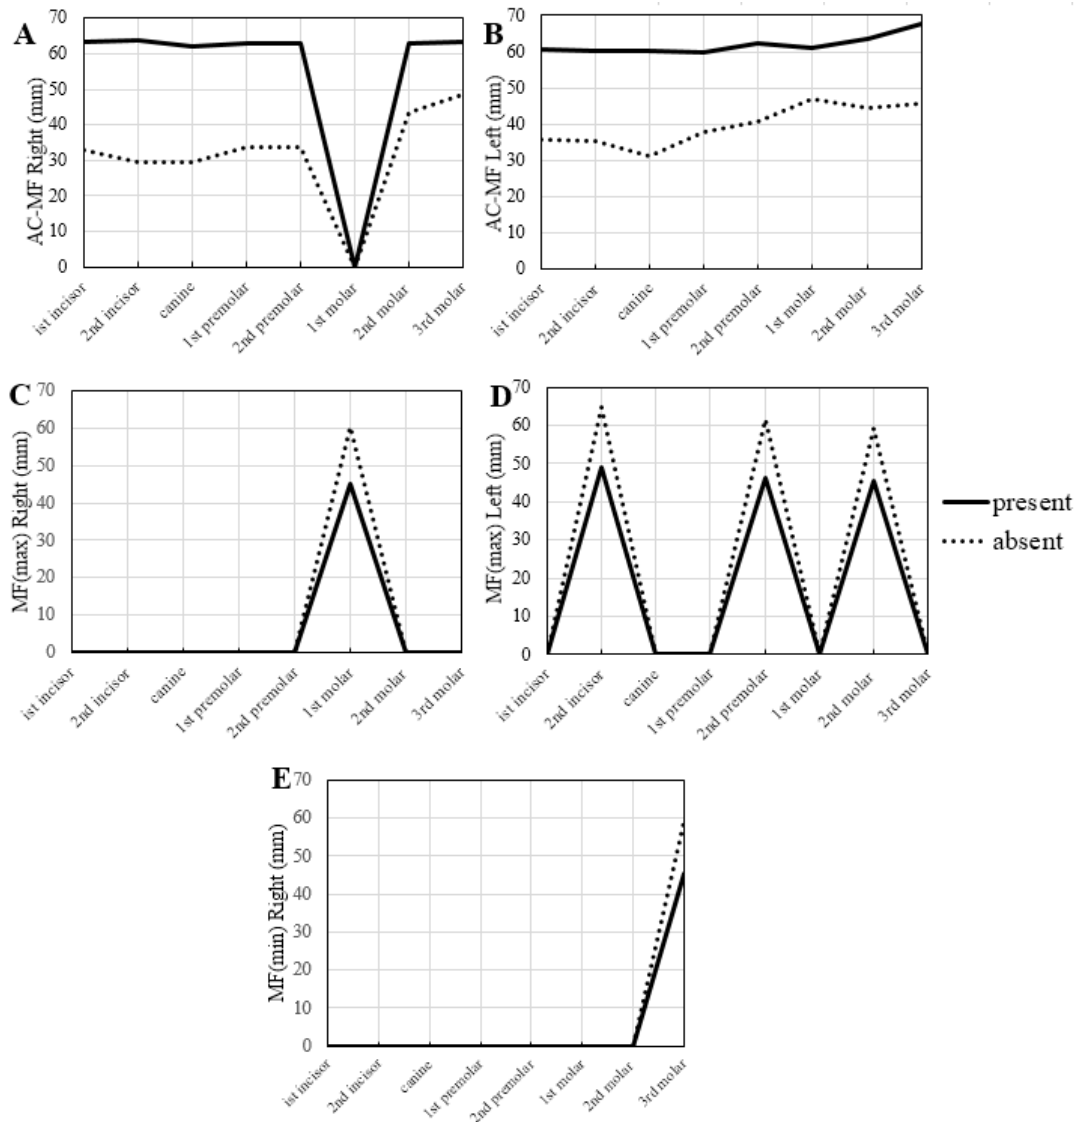 A
AC-MF Right (mm)
70
60
50
40
30
20
10
0
ist incisor
2nd incisor
canine
1st premolar
2nd premolar
1st molar
2nd molar
3rd molar
B
AC-MF Left (mm)
70
60
50
40
30
20
10
0
ist incisor
2nd incisor
canine
1st premolar
2nd premolar
1st molar
2nd molar
3rd molar
C
MF(max) Right (mm)
70
60
50
40
30
20
10
0
ist incisor
2nd incisor
canine
1st premolar
2nd premolar
1st molar
2nd molar
3rd molar
D
MF(max) Left (mm)
70
60
50
40
30
20
10
0
ist incisor
2nd incisor
canine
1st premolar
2nd premolar
1st molar
2nd molar
3rd molar
present
absent
E
MF(min) Right (mm)
70
60
50
40
30
20
10
0
ist incisor
2nd incisor
canine
1st premolar
2nd premolar
1st molar
2nd molar
3rd molar